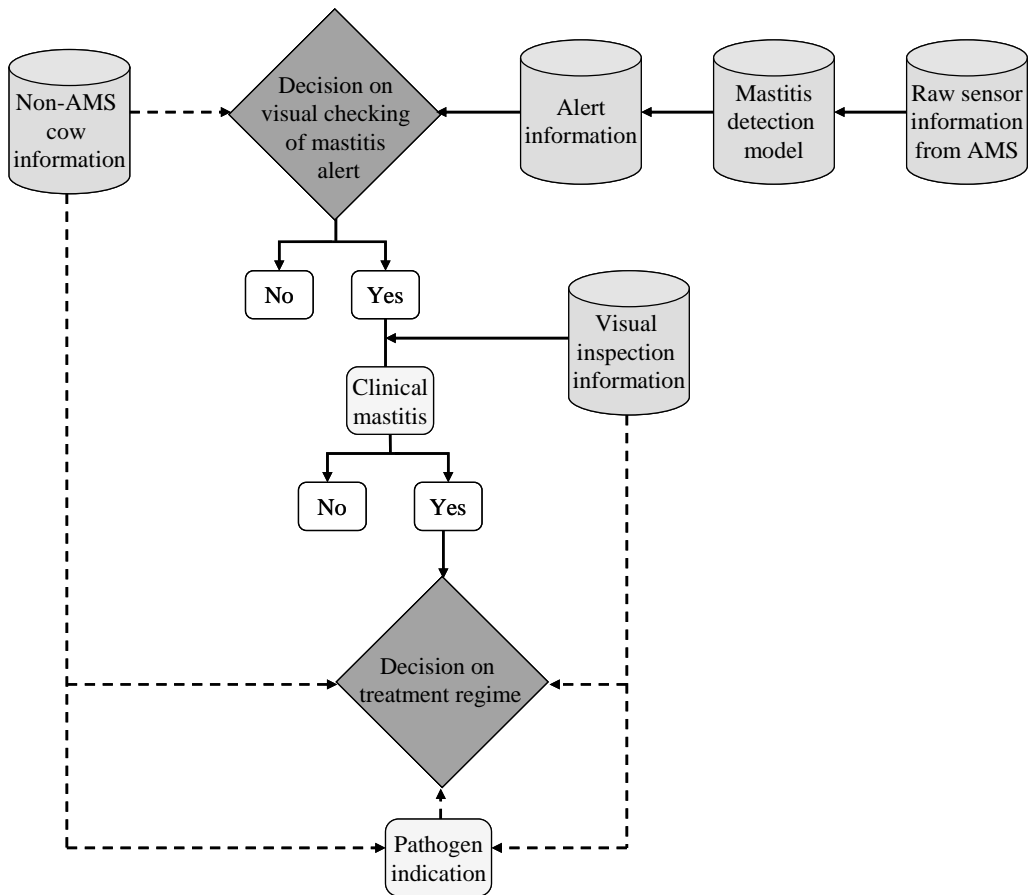 Non-AMS
cow
information
Decision on
visual checking
of mastitis
alert
Alert
information
Mastitis
detection
model
Raw sensor
information
from AMS
No
Yes
Visual
inspection
information
Clinical
mastitis
No
Yes
Decision on
treatment regime
Pathogen
indication